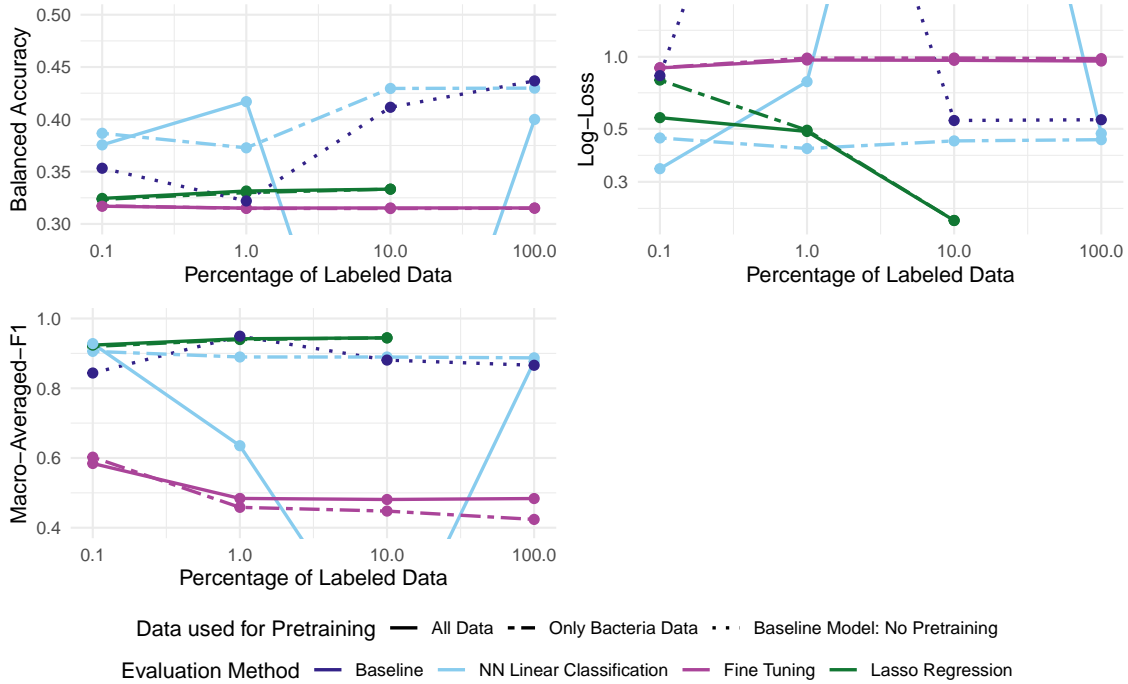 Balanced Accuracy
0.50
0.45
0.40
0.35
0.30
0.1 1.0 10.0 100.0
Percentage of Labeled Data
Log−Loss
1.0
0.5
0.3
0.1 1.0 10.0 100.0
Percentage of Labeled Data
Macro−Averaged−F1
1.0
0.8
0.6
0.4
0.1 1.0 10.0 100.0
Percentage of Labeled Data
Data used for Pretraining All Data Only Bacteria Data Baseline Model: No Pretraining
Evaluation Method Baseline NN Linear Classification Fine Tuning Lasso Regression